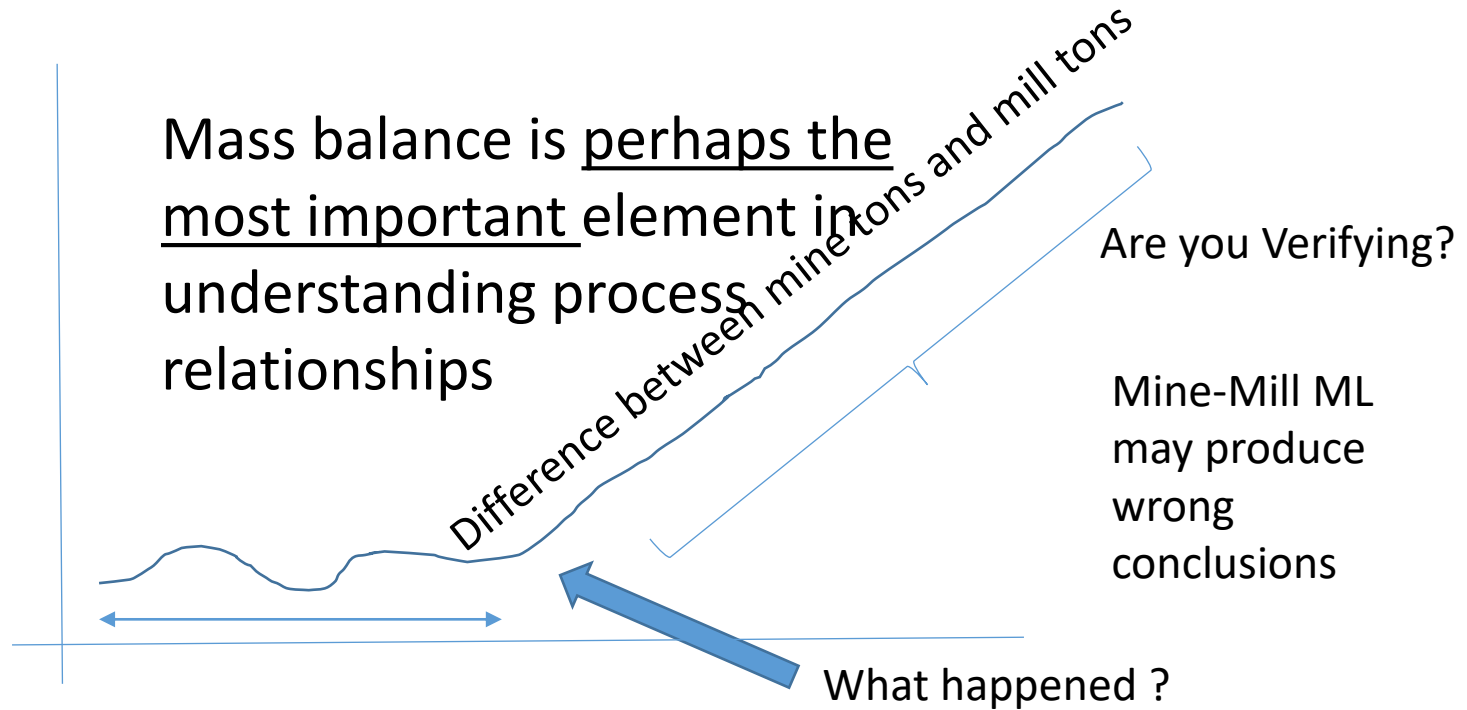 Mass balance is perhaps the
most important element in
understanding process
relationships
Difference between mine tons and mill tons
Are you Verifying?
Mine-Mill ML
may produce
wrong
conclusions
What happened ?